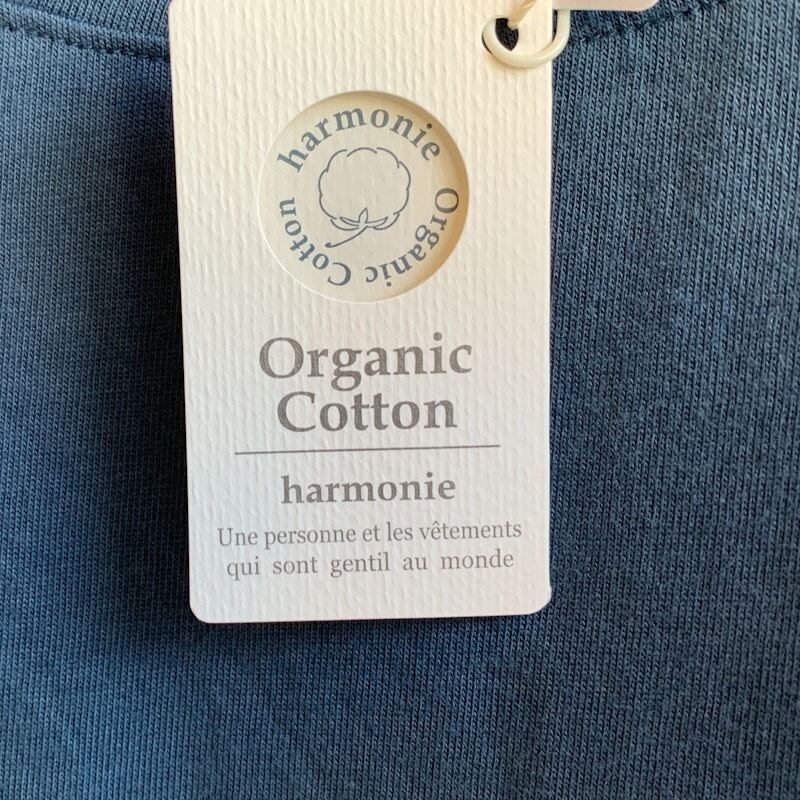 harmonie Organic Cotton
Organic
Cotton
harmonie
Une personne et les vêtements
qui sont gentil au monde